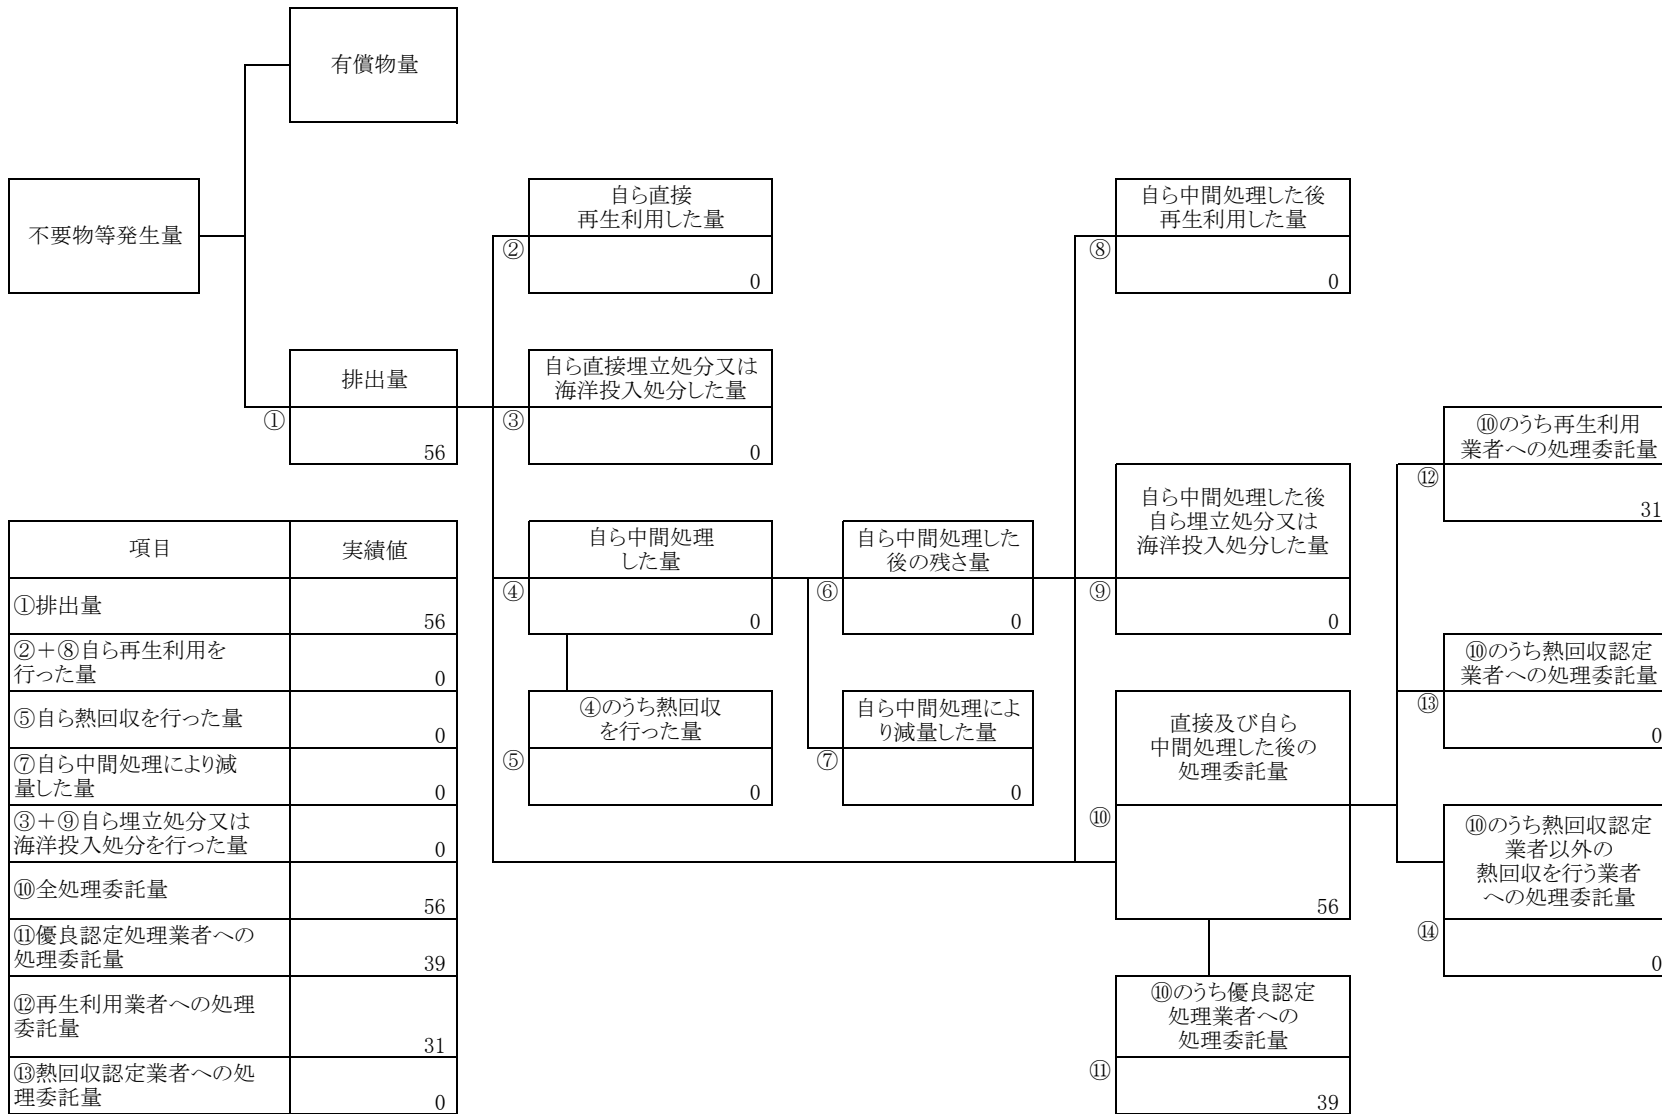 有償物量
不要物等発生量
自ら直接
再生利用した量
②
0
自ら中間処理した後
再生利用した量
⑧
0
排出量
①
56
自ら直接埋立処分又は
海洋投入処分した量
③
0
⑩のうち再生利用
業者への処理委託量
⑫
31
自ら中間処理
した量
④
0
自ら中間処理した
後の残さ量
⑥
0
自ら中間処理した後
自ら埋立処分又は
海洋投入処分した量
⑨
0
⑩のうち熱回収認定
業者への処理委託量
⑬
0
④のうち熱回収
を行った量
⑤
0
自ら中間処理によ
り減量した量
⑦
0
直接及び自ら
中間処理した後の
処理委託量
⑩
56
⑩のうち熱回収認定
業者以外の
熱回収を行う業者
への処理委託量
⑭
0
⑩のうち優良認定
処理業者への
処理委託量
⑪
39
項目 実績値
①排出量 56
②+⑧自ら再生利用を
行った量 0
⑤自ら熱回収を行った量 0
⑦自ら中間処理により減
量した量 0
③+⑨自ら埋立処分又は
海洋投入処分を行った量 0
⑩全処理委託量 56
⑪優良認定処理業者への
処理委託量 39
⑫再生利用業者への処理
委託量 31
⑬熱回収認定業者への処
理委託量 0